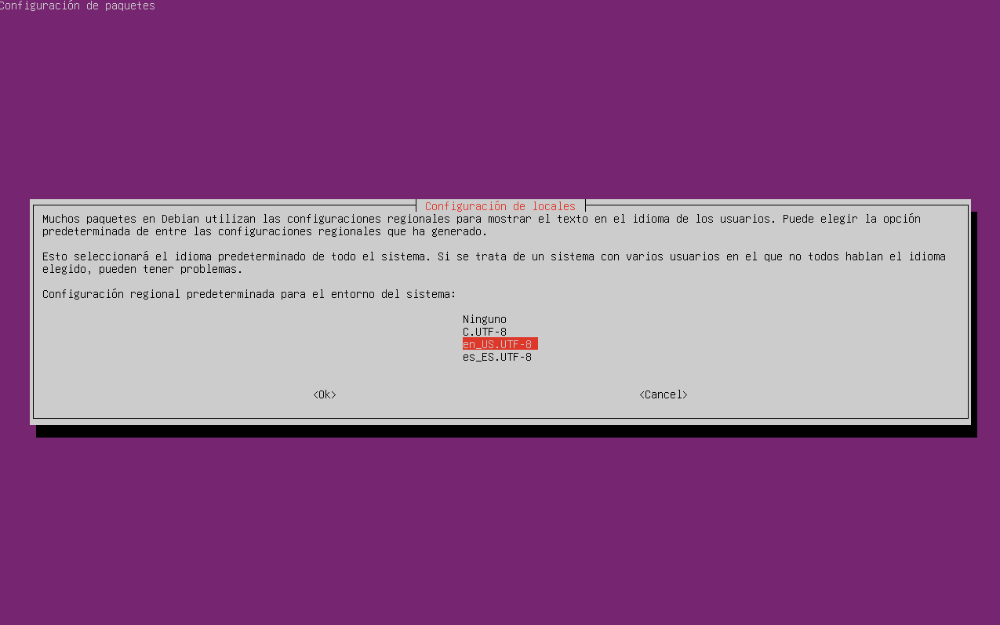 Configuración de paquetes
Configuración de locales
Muchos paquetes en Debian utilizan las configuraciones regionales para mostrar el texto en el idioma de los usuarios. Puede elegir la opción
predeterminada de entre las configuraciones regionales que ha generado.
Esto seleccionará el idioma predeterminado de todo el sistema. Si se trata de un sistema con varios usuarios en el que no todos hablan el idioma
elegido, pueden tener problemas.
Configuración regional predeterminada para el entorno del sistema:
Ninguno
C.UTF-8
en_US.UTF-8
es_ES.UTF-8
<Ok> <Cancel>